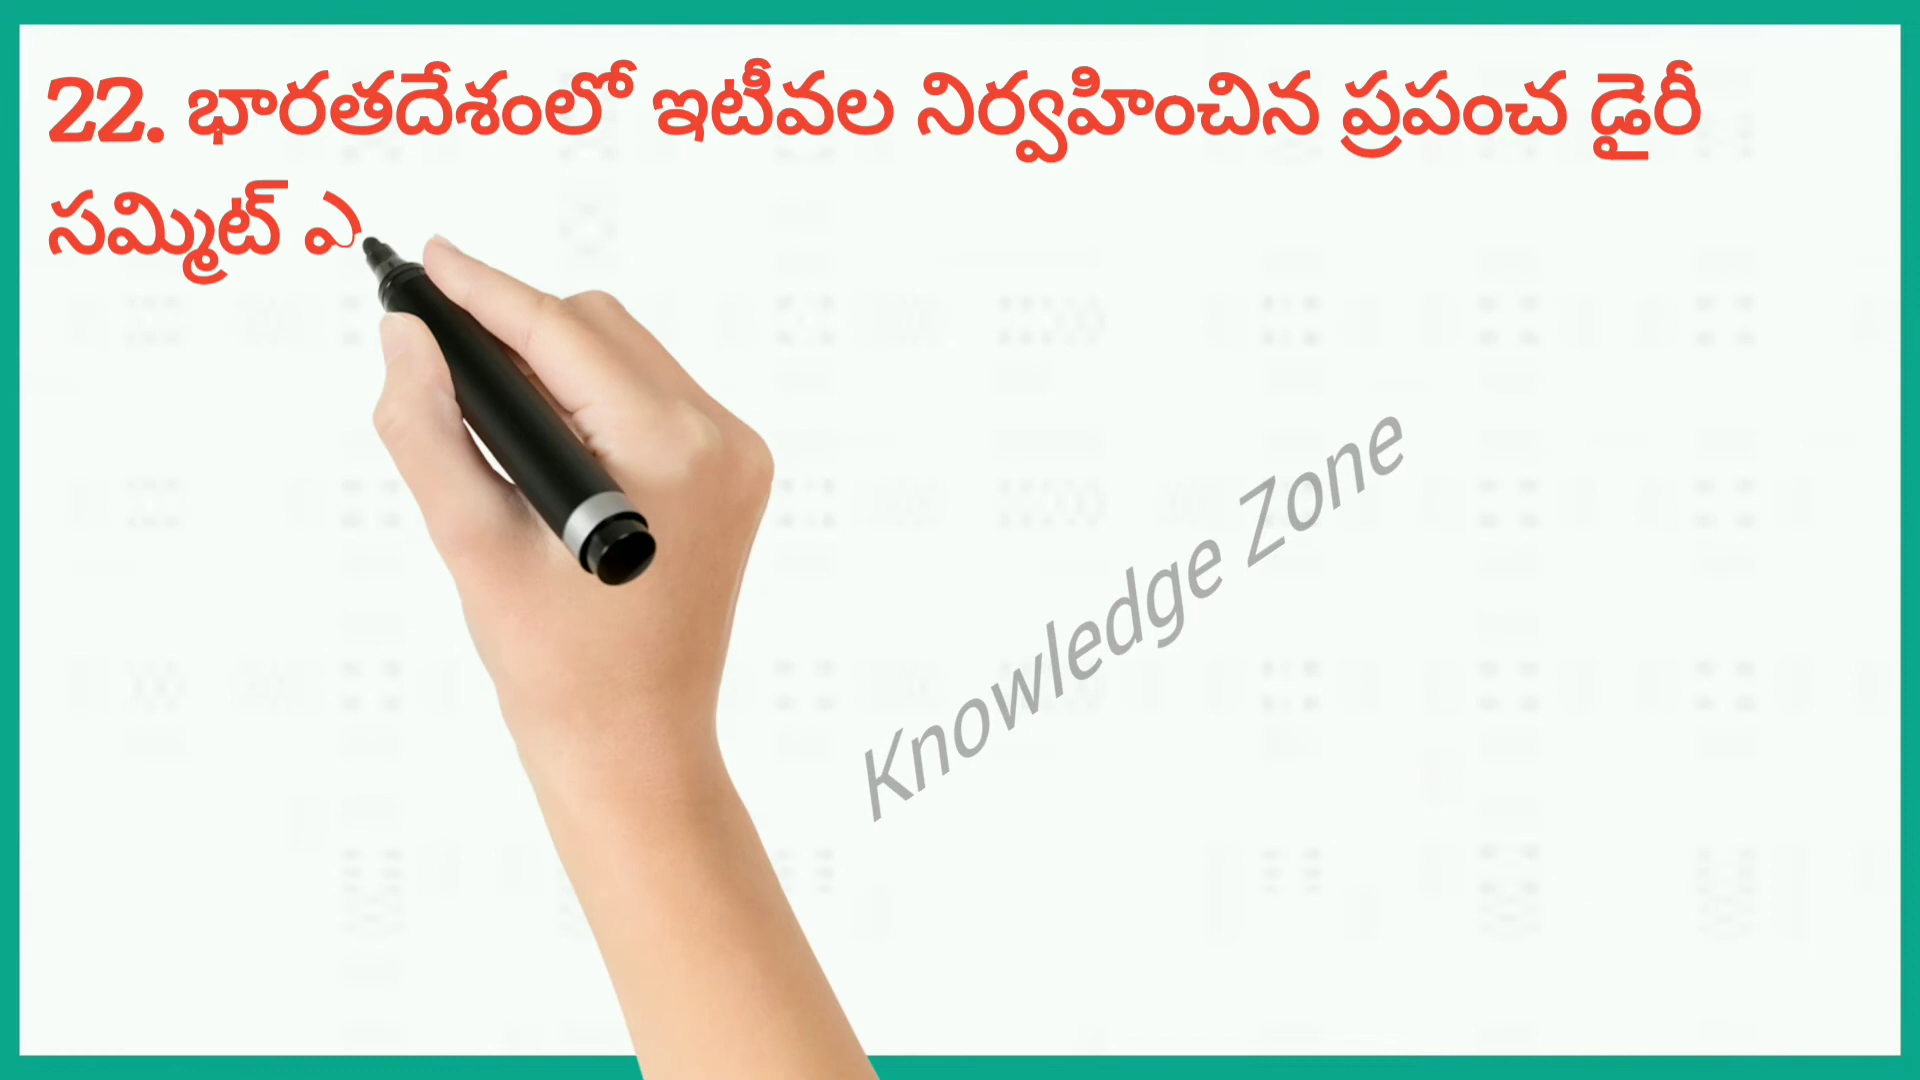 22. భారతదేశంలో ఇటీవల నిర్వహించిన ప్రపంచ డైరీ
సమ్మిట్ ఎ
Knowledge Zone